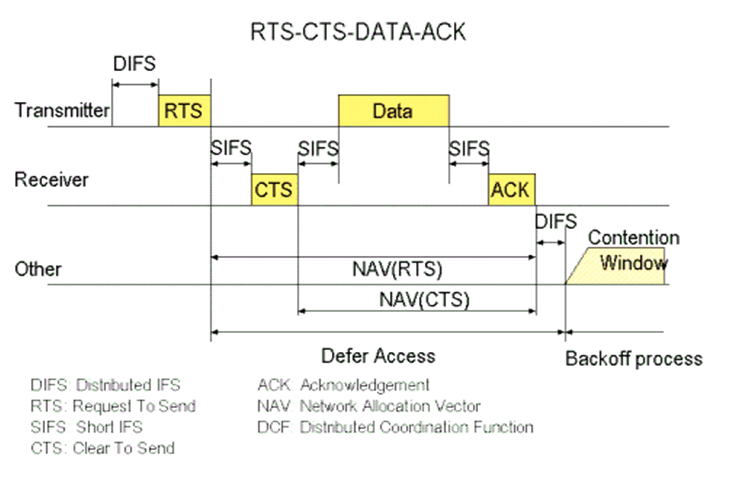 RTS-CTS-DATA-ACK
DIFS
Transmitter RTS Data
SIFS SIFS SIFS
Receiver CTS ACK
DIFS
Contention
Other NAV(RTS) Window
NAV(CTS)
Defer Access Backoff process
DIFS: Distributed IFS ACK Acknowledgement
RTS: Request To Send NAV Network Allocation Vector
SIFS: Short IFS DCF Distributed Coordination Function
CTS: Clear To Send